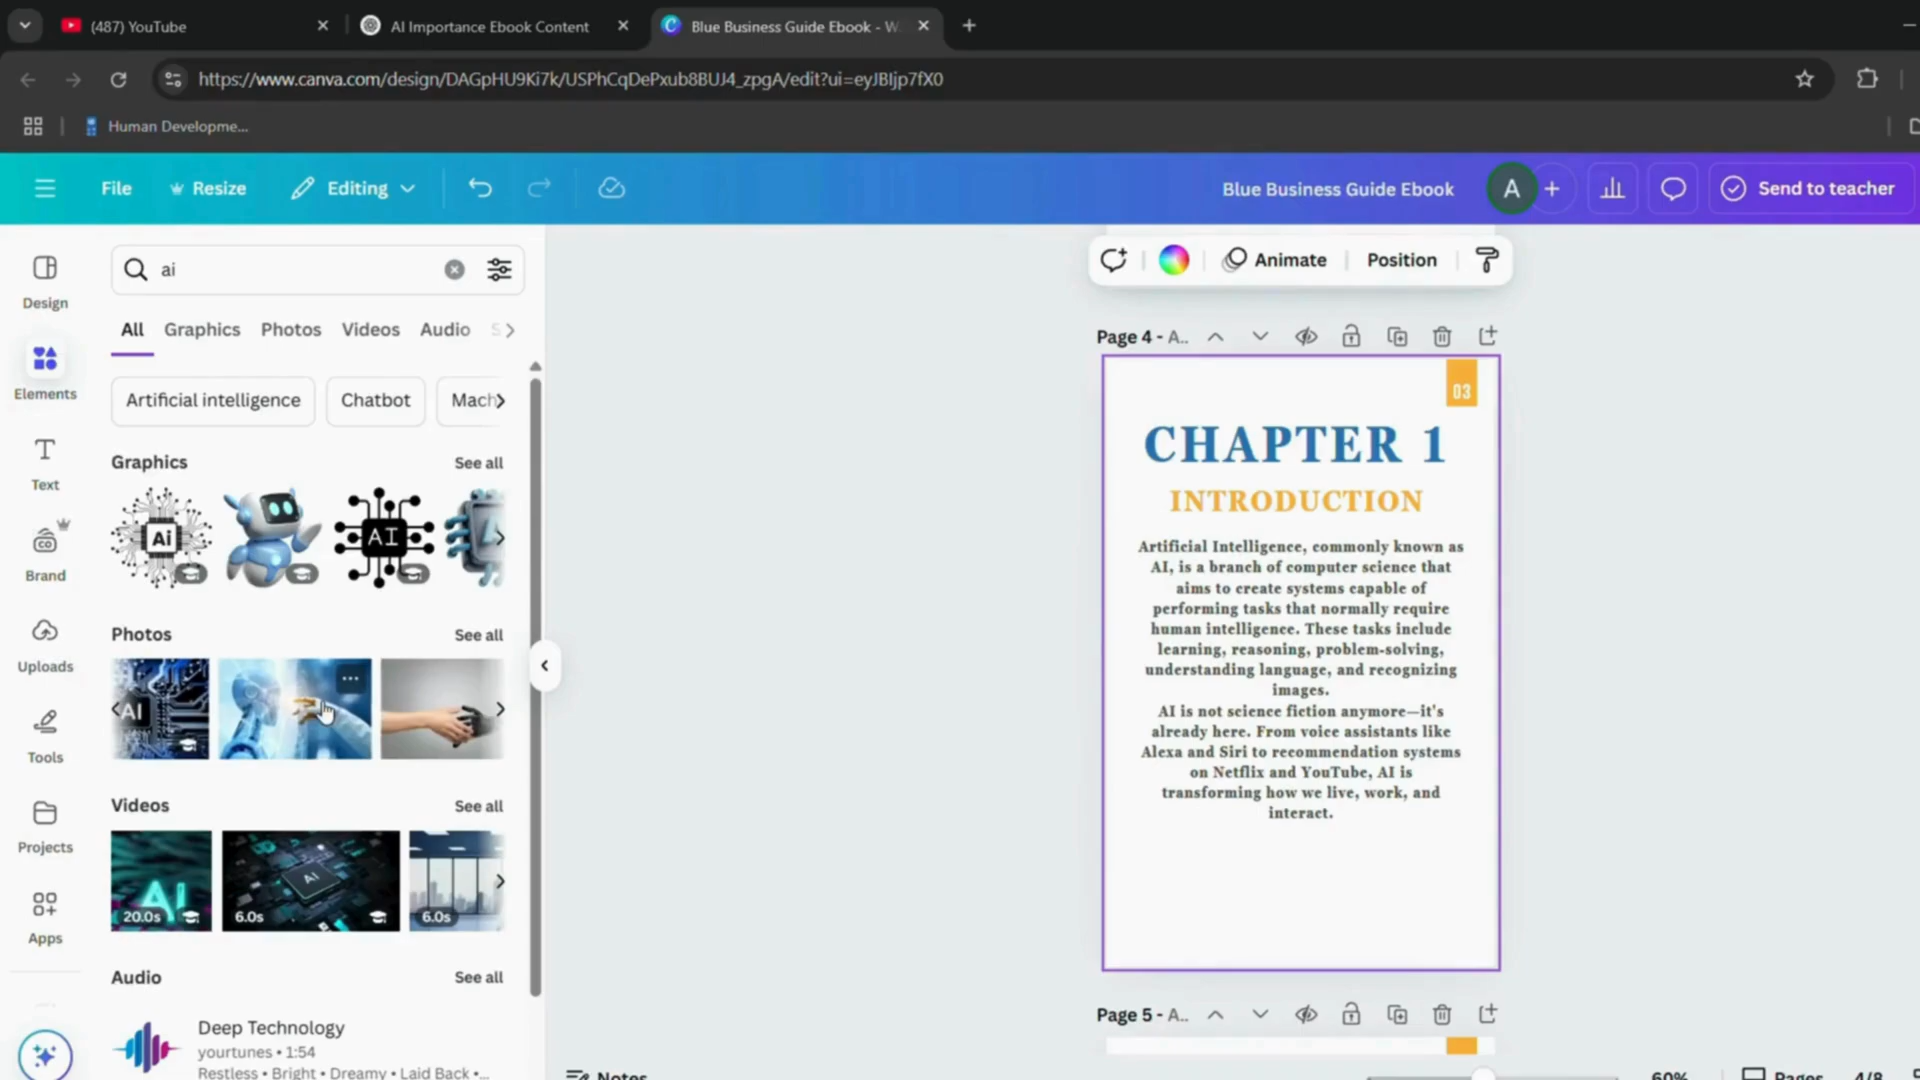 (487) YouTube
AI Importance Ebook Content
Blue Business Guide Ebook - W
https://www.canva.com/design/DAGpHU9Ki7k/USPhCqDePxub8BUJ4_zpgA/edit?ui=eyJBIjp7fX0
Human Developme...
File
Resize
Editing
Blue Business Guide Ebook
A
Send to teacher
Design
Elements
Text
Brand
Uploads
Tools
Projects
Apps
ai
All Graphics Photos Videos Audio S
Artificial intelligence
Chatbot
Mach
Graphics
See all
Ai
AI
Photos
See all
AI
Videos
See all
AI
20.0s
AI
6.0s
6.0s
Audio
See all
Deep Technology
yourtunes • 1:54
Restless • Bright • Dreamy • Laid Back •...
Animate
Position
Page 4 - A..
03
CHAPTER 1
INTRODUCTION
Artificial Intelligence, commonly known as
AI, is a branch of computer science that
aims to create systems capable of
performing tasks that normally require
human intelligence. These tasks include
learning, reasoning, problem-solving,
understanding language, and recognizing
images.
AI is not science fiction anymore—it's
already here. From voice assistants like
Alexa and Siri to recommendation systems
on Netflix and YouTube, AI is
transforming how we live, work, and
interact.
Page 5 - A..
Notes
60%
Pages
4/8